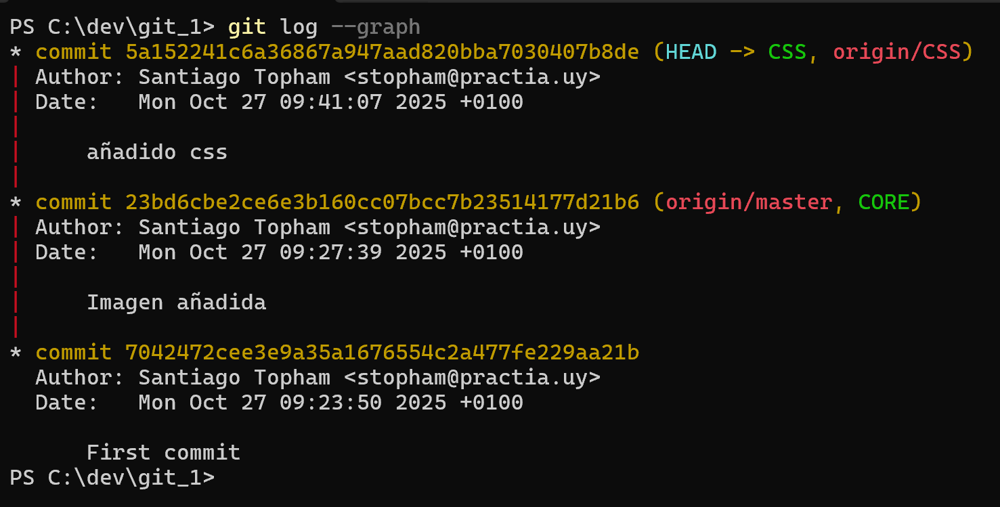 PS C:\dev\git_1> git log --graph
* commit 5a152241c6a36867a947aad820bba7030407b8de (HEAD -> CSS, origin/CSS)
| Author: Santiago Topham <stopham@practia.uy>
| Date:   Mon Oct 27 09:41:07 2025 +0100
|
|     añadido css
|
* commit 23bd6cbe2ce6e3b160cc07bcc7b23514177d21b6 (origin/master, CORE)
| Author: Santiago Topham <stopham@practia.uy>
| Date:   Mon Oct 27 09:27:39 2025 +0100
|
|     Imagen añadida
|
* commit 7042472cee3e9a35a1676554c2a477fe229aa21b
  Author: Santiago Topham <stopham@practia.uy>
  Date:   Mon Oct 27 09:23:50 2025 +0100

      First commit
PS C:\dev\git_1>